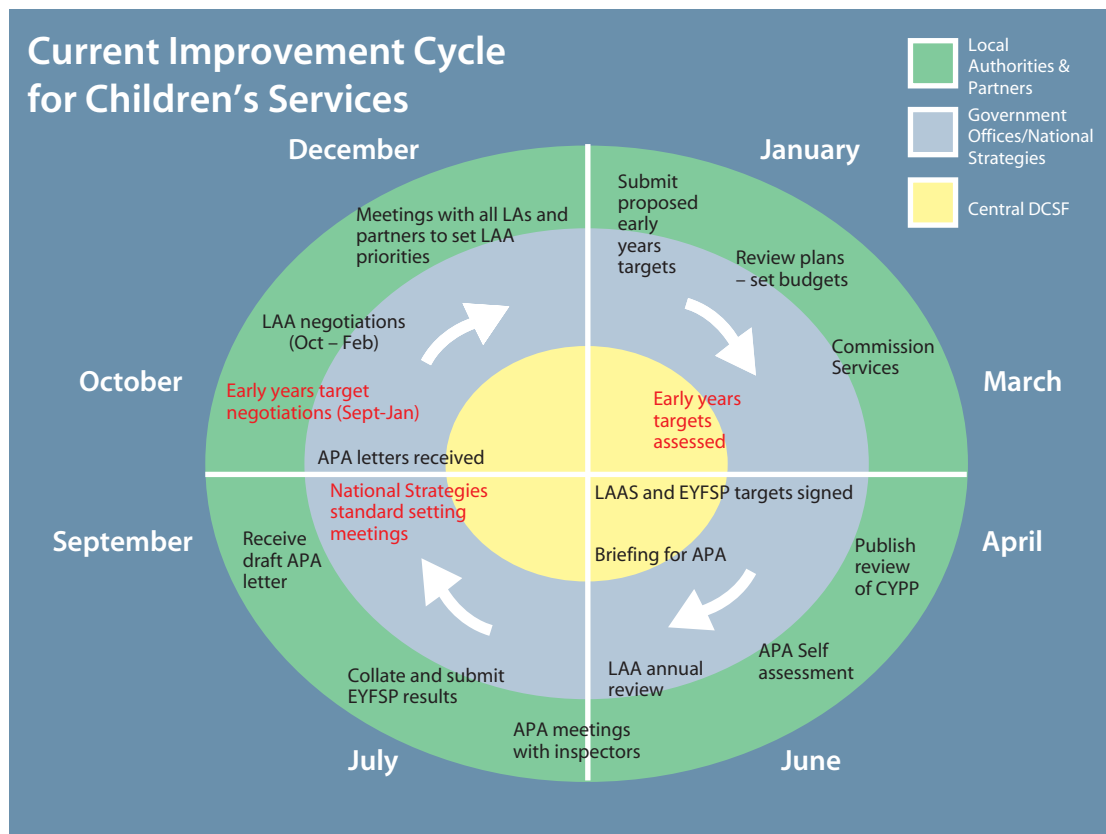 Current Improvement Cycle
for Children's Services
Local
Authorities &
Partners
Government
Offices/National
Strategies
Central DCSF
December
January
Meetings with all LAs and
partners to set LAA
priorities
Submit
proposed
early
years
targets
Review plans
– set budgets
LAA negotiations
(Oct – Feb)
Commission
Services
October
March
Early years target
negotiations (Sept-Jan)
Early years
targets
assessed
APA letters received
National Strategies
standard setting
meetings
LAAS and EYFSP targets signed
September
April
Receive
draft APA
letter
Briefing for APA
Publish
review
of CYPP
APA Self
assessment
LAA annual
review
Collate and submit
EYFSP results
APA meetings
with inspectors
July
June